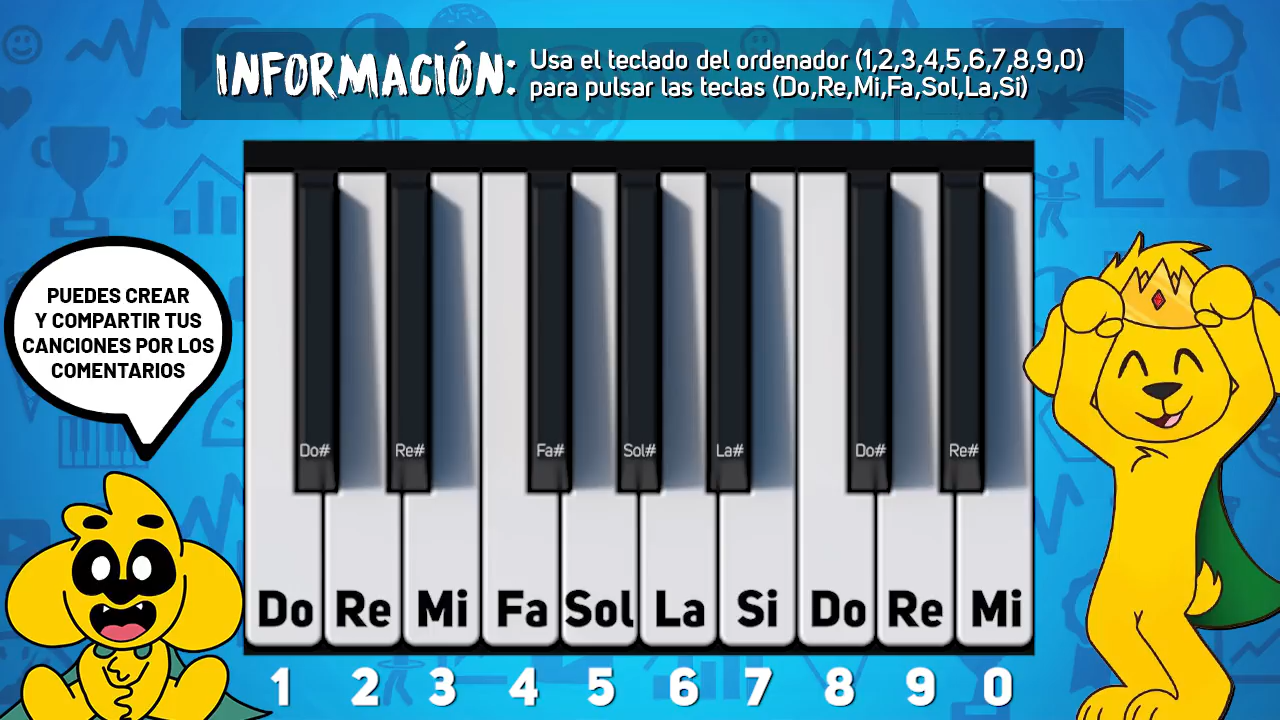 INFORMACIÓN:
Usa el teclado del ordenador (1,2,3,4,5,6,7,8,9,0)
para pulsar las teclas (Do,Re,Mi,Fa,Sol,La,Si)
PUEDES CREAR
Y COMPARTIR TUS
CANCIONES POR LOS
COMENTARIOS
Do# Re# Fa# Sol# La# Do# Re#
Do Re Mi Fa Sol La Si Do Re Mi
1 2 3 4 5 6 7 8 9 0